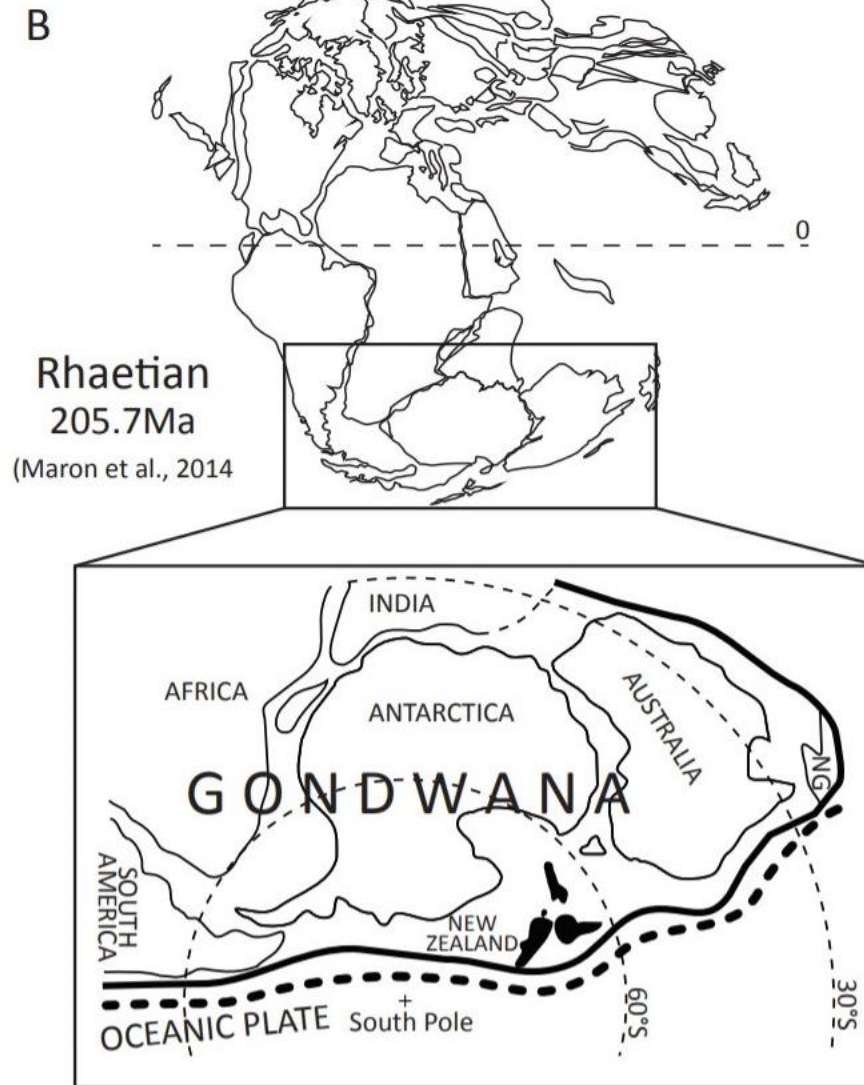 B
0
Rhaetian
205.7Ma
(Maron et al., 2014
INDIA
AFRICA
ANTARCTICA
AUSTRALIA
NG
GONDWANA
SOUTH
AMERICA
NEW
ZEALAND
OCEANIC PLATE
+
South Pole
60°S
30°S